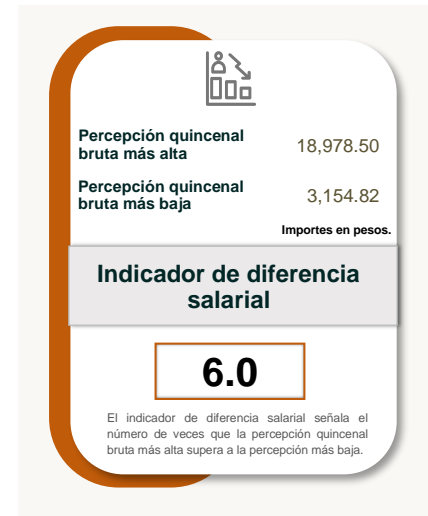 Percepción quincenal
bruta más alta
18,978.50
Percepción quincenal
bruta más baja
3,154.82
Importes en pesos.
Indicador de diferencia
salarial
6.0
El indicador de diferencia salarial señala el
número de veces que la percepción quincenal
bruta más alta supera a la percepción más baja.